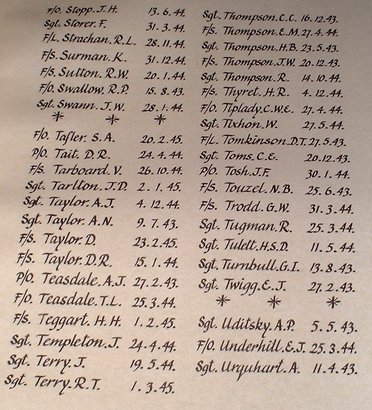 F/O. Stopp. J.H. 13. 6. 44.
Sgt. Storer. F. 31. 3. 44.
F/L. Strachan. R.L. 28. 11. 44.
F/S. Surman. K. 31. 12. 44.
F/S. Sutton. R.W. 20. 1. 44.
F/O. Swallow. R.P. 15. 8. 43.
Sgt. Swann. J.W. 28. 1. 44.
F/O. Tafler. S.A. 20. 2. 45.
P/O. Tait. D.R. 24. 4. 44.
F/S. Tarboard. V. 26. 10. 44.
Sgt. Tarlton. J.D. 2. 1. 45.
Sgt. Taylor. A.J. 4. 12. 44.
Sgt. Taylor. A.N. 9. 7. 43.
F/S. Taylor. D. 23. 2. 45.
F/S. Taylor. D.R. 15. 1. 44.
P/O. Teasdale. A.J. 27. 2. 43.
F/O. Teasdale. T.L. 25. 3. 44.
F/S. Teggart. H.H. 1. 2. 45.
Sgt. Templeton. J. 24. 4. 44.
Sgt. Terry. J. 19. 5. 44.
Sgt. Terry. R.T. 1. 3. 45.
Sgt. Thompson. C.C. 16. 12. 43.
F/S. Thompson. E.M. 27. 4. 44.
Sgt. Thompson. H.B. 23. 5. 44.
F/S. Thompson. J.W. 20. 12. 43.
Sgt. Thompson. R. 14. 10. 44.
F/S. Thyret. H.R. 4. 12. 44.
F/O. Tiplady. C.W.E. 27. 4. 44.
Sgt. Tixhon. W. 27. 5. 44.
F/L. Tomkinson. D.T. 27. 5. 43.
Sgt. Toms. C.E. 20. 12. 43.
P/O. Tosh. J.F. 30. 1. 44.
F/S. Touzel. N.B. 25. 6. 43.
F/S. Trodd. G.W. 31. 3. 44.
Sgt. Tugman. R. 25. 3. 44.
Sgt. Tulett. H.S.D. 11. 5. 44.
Sgt. Turnbull. G.I. 13. 8. 43.
Sgt. Twigg. E.J. 27. 2. 43.
Sgt. Uditsky. A.P. 5. 5. 43.
F/O. Underhill. E.J. 25. 3. 44.
Sgt. Urquhart. A. 11. 4. 43.